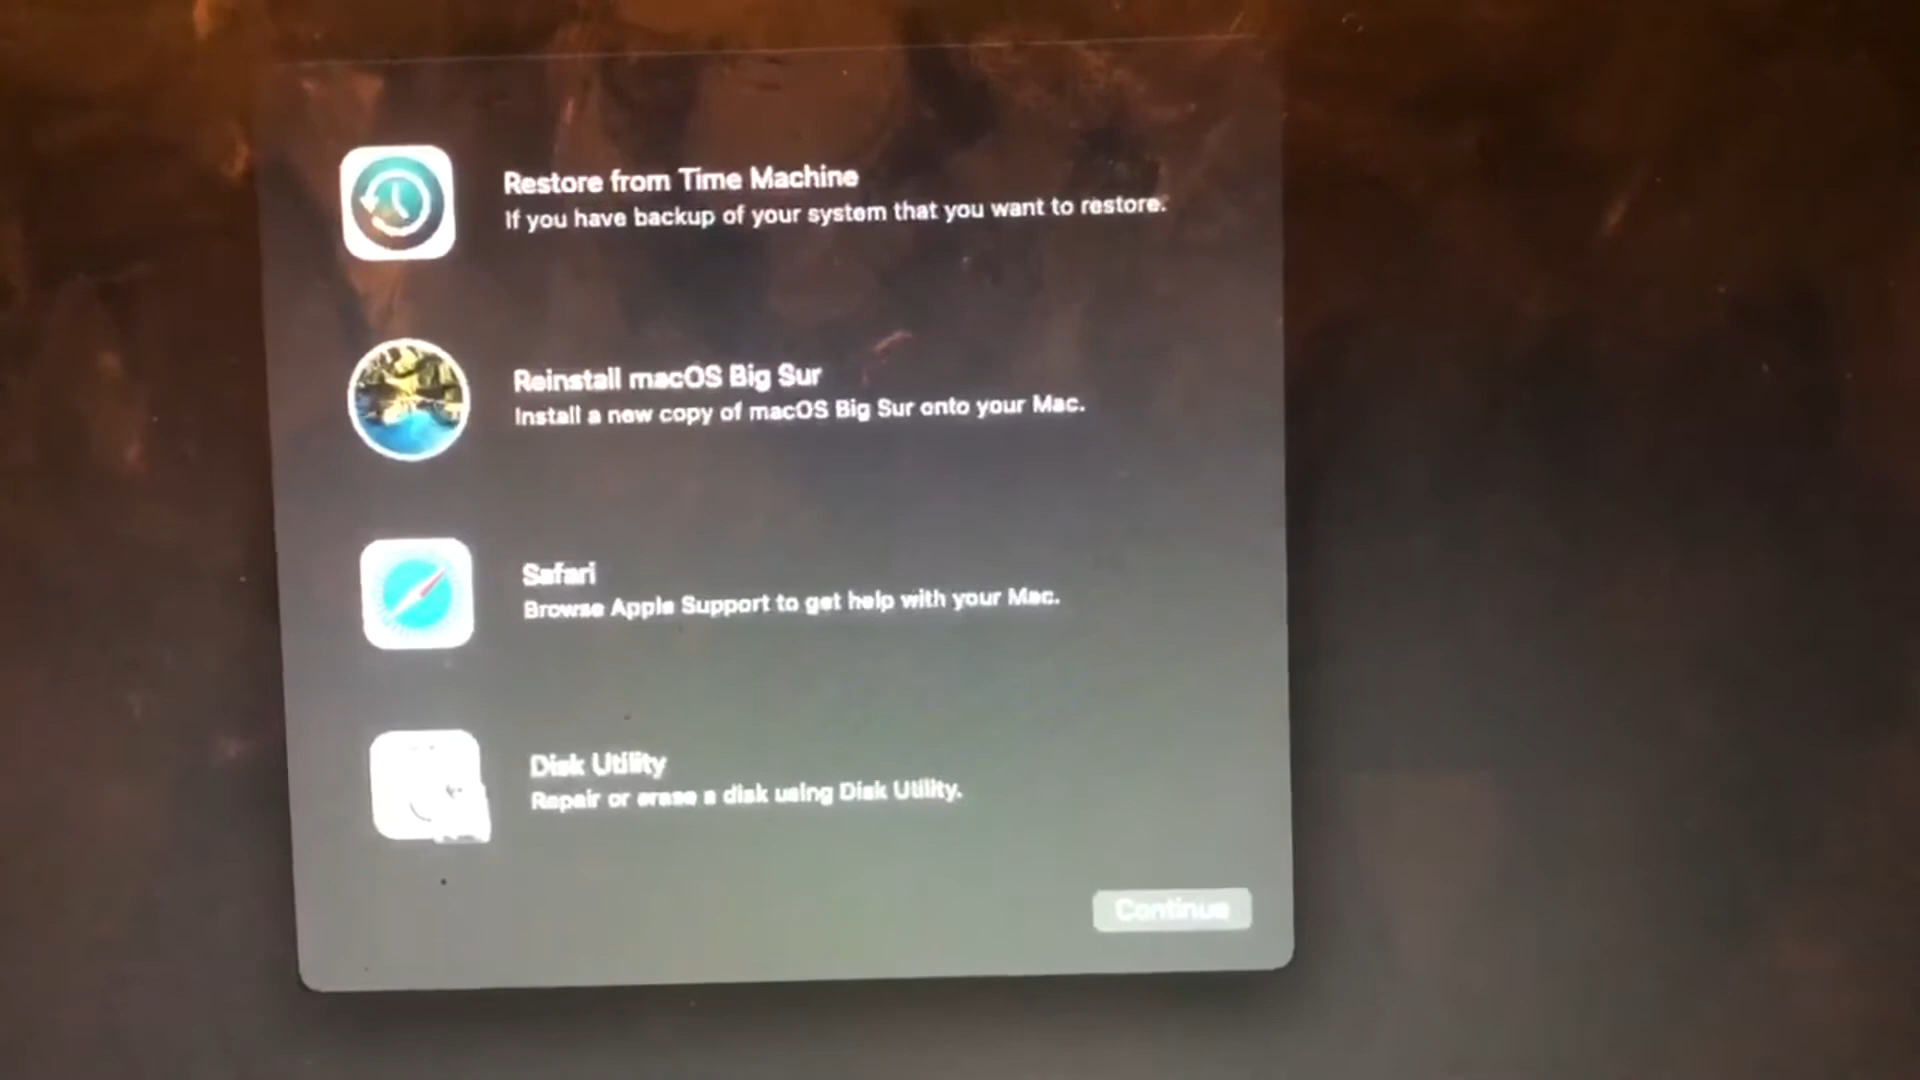 Restore from Time Machine
If you have backup of your system that you want to restore.
Reinstall macOS Big Sur
Install a new copy of macOS Big Sur onto your Mac.
Safari
Browse Apple Support to get help with your Mac.
Disk Utility
Repair or erase a disk using Disk Utility.
Continue